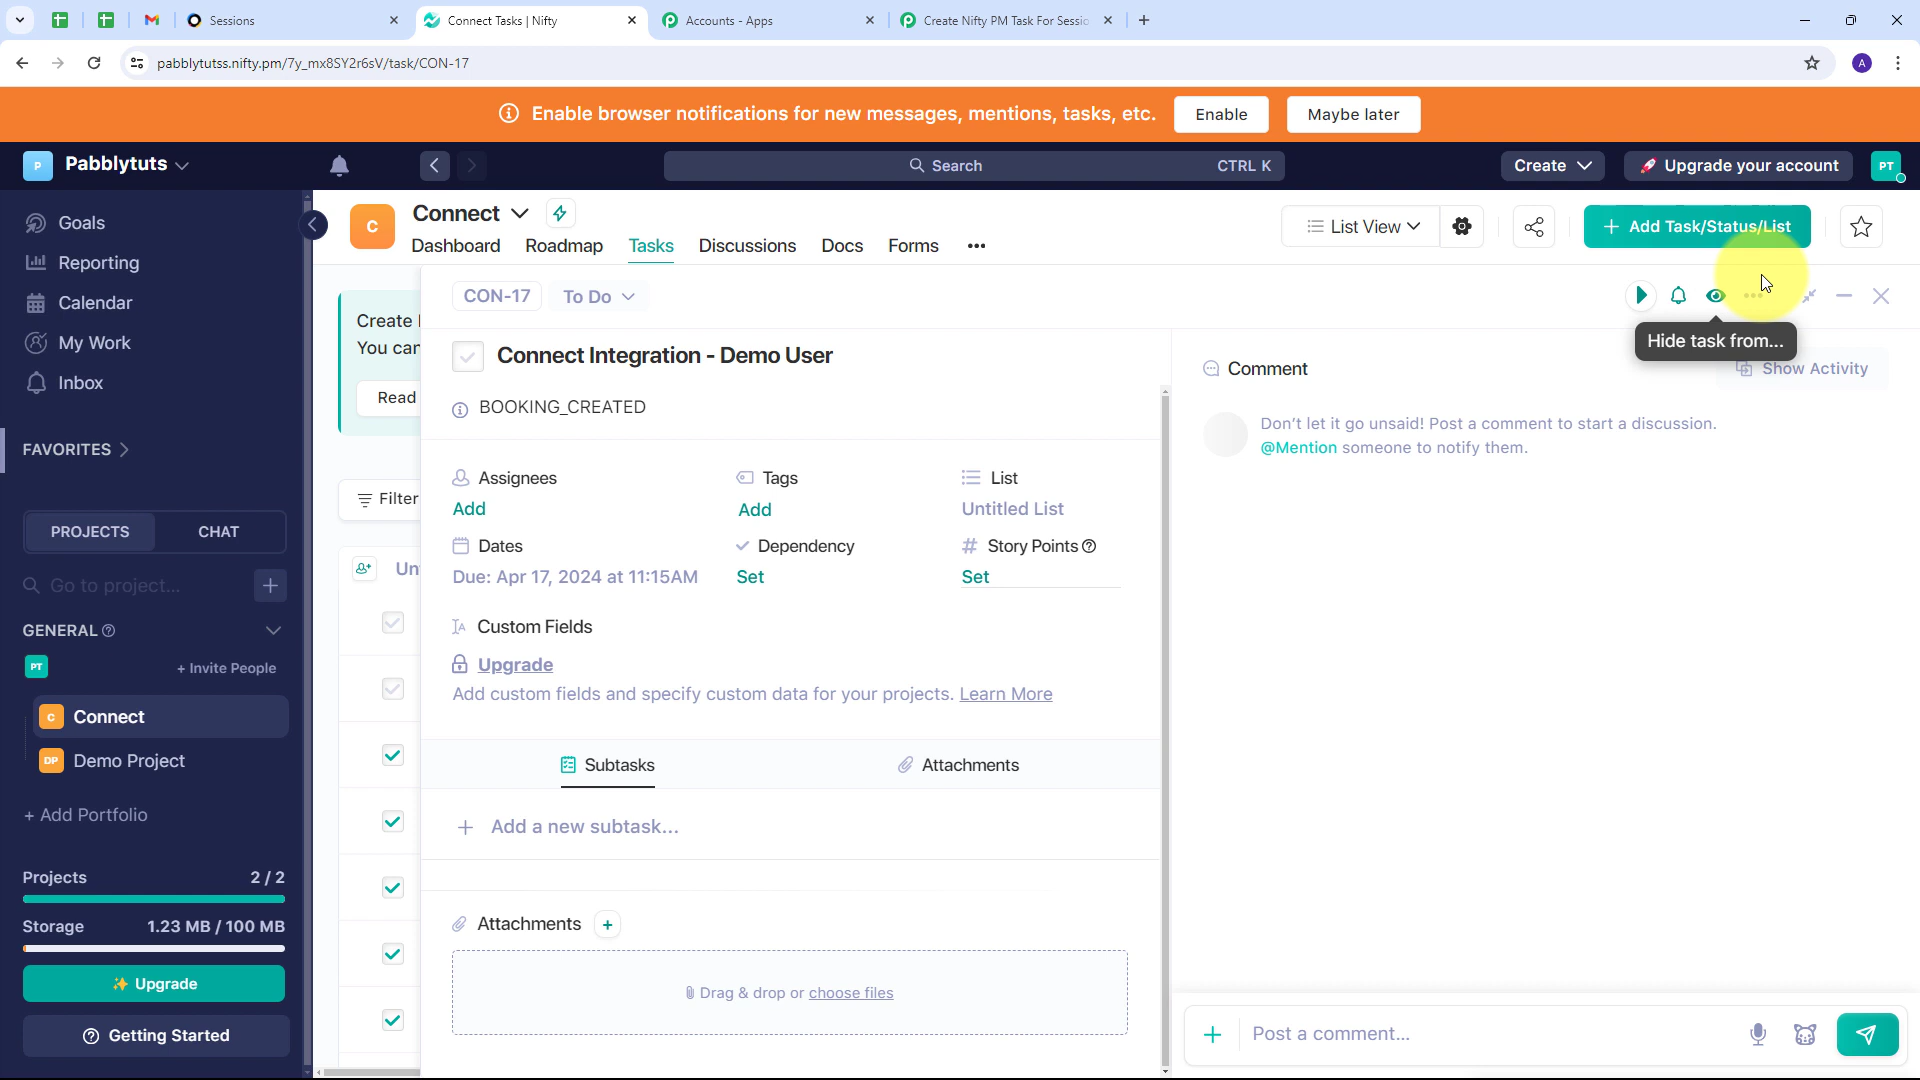 Sessions
Connect Tasks | Nifty
Accounts - Apps
Create Nifty PM Task For Sessio
pabblytutss.nifty.pm/7y_mx8SY2r6sV/task/CON-17
A
Enable browser notifications for new messages, mentions, tasks, etc.
Enable
Maybe later
P
Pabblytuts
Search
CTRL K
Create
Upgrade your account
PT
Goals
Reporting
Calendar
My Work
Inbox
FAVORITES
PROJECTS
CHAT
Go to project...
GENERAL
PT
+ Invite People
C
Connect
DP
Demo Project
+ Add Portfolio
Projects
2 / 2
Storage
1.23 MB / 100 MB
Upgrade
Getting Started
C
Connect
Dashboard
Roadmap
Tasks
Discussions
Docs
Forms
List View
Add Task/Status/List
Create
You can
Read
Filter
CON-17
To Do
Hide task from...
Connect Integration - Demo User
BOOKING_CREATED
Assignees
Add
Tags
Add
List
Untitled List
Dates
Due: Apr 17, 2024 at 11:15AM
Dependency
Set
Story Points
Set
Custom Fields
Upgrade
Add custom fields and specify custom data for your projects. Learn More
Subtasks
Attachments
Add a new subtask...
Attachments
Drag & drop or choose files
Comment
Show Activity
Don't let it go unsaid! Post a comment to start a discussion.
@Mention someone to notify them.
Post a comment...